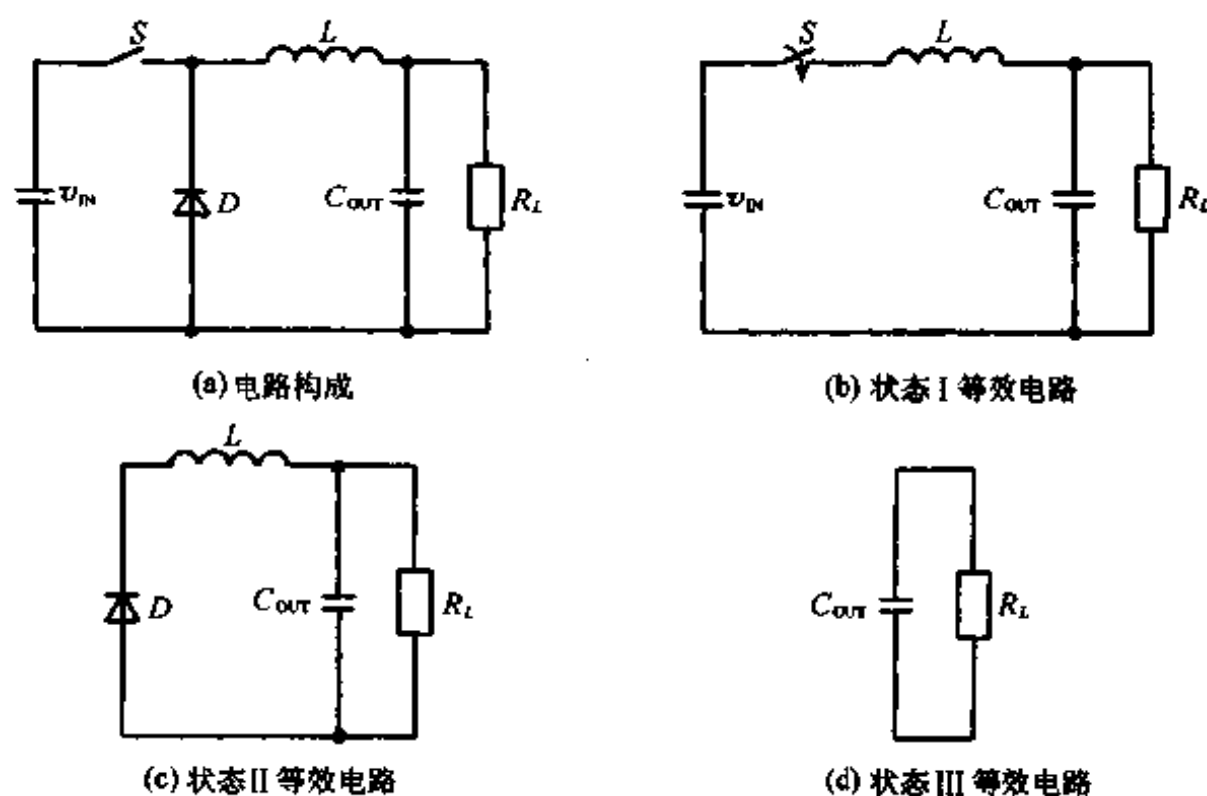 S
L
v_IN
D
C_OUT
R_L
(a) 电路构成
S
L
v_IN
C_OUT
R_L
(b) 状态 I 等效电路
L
D
C_OUT
R_L
(c) 状态 II 等效电路
C_OUT
R_L
(d) 状态 III 等效电路